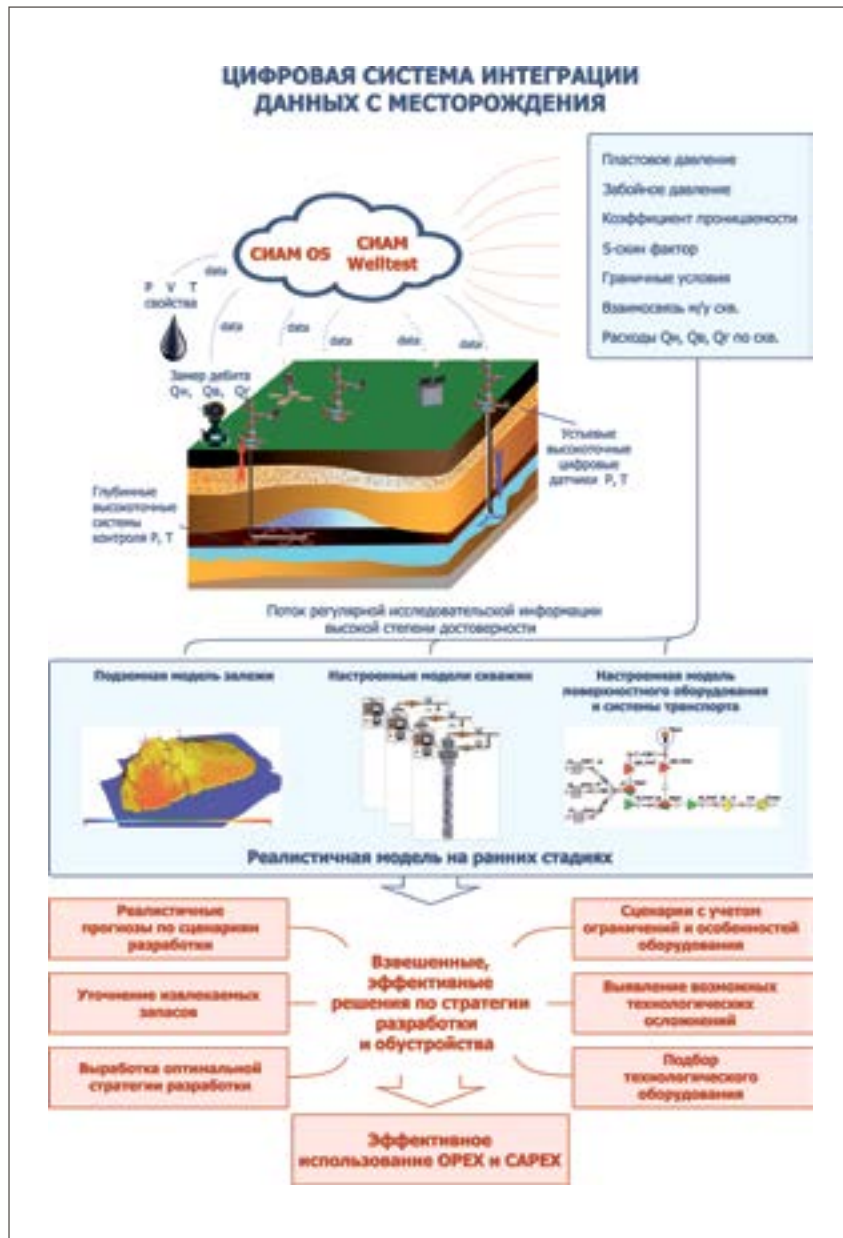 ЦИФРОВАЯ СИСТЕМА ИНТЕГРАЦИИ
ДАННЫХ С МЕСТОРОЖДЕНИЯ
Пластовое давление
Забойное давление
Коэффициент проницаемости
S-скин фактор
Граничные условия
Взаимосвязь м/у скв.
Расходы Qн, Qв, Qг по скв.
СИАМ OS
СИАМ
Welltest
data
P V T
свойства
data
data
data
data
data
Замер дебита
Qн, Qв, Qг
Устьевые
высокоточные
цифровые
датчики P, T
Глубинные
высокоточные
системы
контроля P, T
Поток регулярной исследовательской информации
высокой степени достоверности
Подземная модель залежи
Настроенные модели скважин
Настроенная модель
поверхностного оборудования
и системы транспорта
Реалистичная модель на ранних стадиях
Реалистичные
прогнозы по сценариям
разработки
Уточнение извлекаемых
запасов
Выработка оптимальной
стратегии разработки
Взвешенные,
эффективные
решения по стратегии
разработки
и обустройства
Сценарии с учетом
ограничений и особенностей
оборудования
Выявление возможных
технологических
осложнений
Подбор
технологического
оборудования
Эффективное
использование OPEX и CAPEX